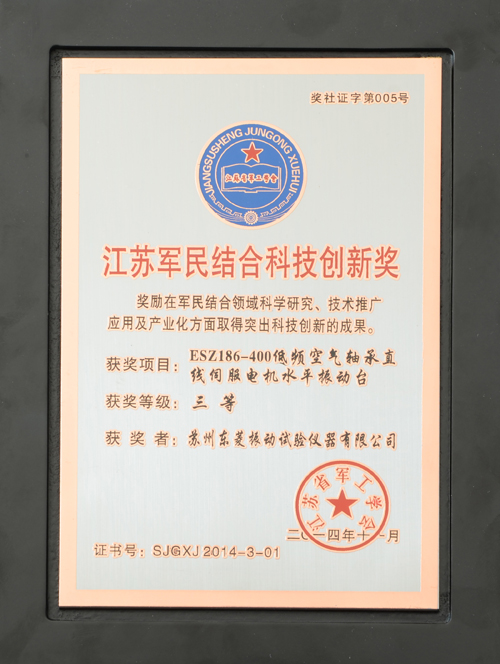 奖社证字第005号
JIANGSUSHENG JUNGONG XUEHUI
江苏省军工学会
江苏军民结合科技创新奖
奖励在军民结合领域科学研究、技术推广
应用及产业化方面取得突出科技创新的成果。
获奖项目：ESZ186-400低频空气轴承直
线伺服电机水平振动台
获奖等级：三 等
获 奖 者：苏州东菱振动试验仪器有限公司
江苏省军工学会
二〇一四年十一月
证书号：SJGXJ 2014-3-01